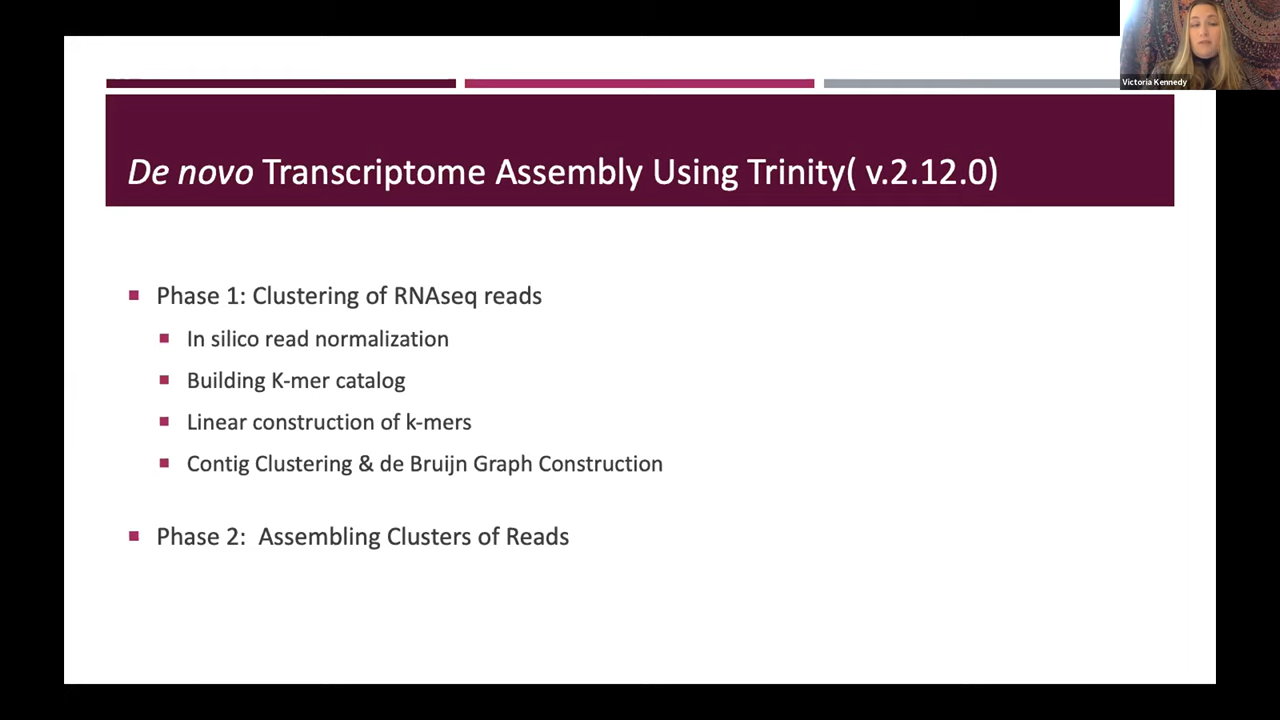 Victoria Kennedy
De novo Transcriptome Assembly Using Trinity( v.2.12.0)
Phase 1: Clustering of RNAseq reads
In silico read normalization
Building K-mer catalog
Linear construction of k-mers
Contig Clustering & de Bruijn Graph Construction
Phase 2:  Assembling Clusters of Reads